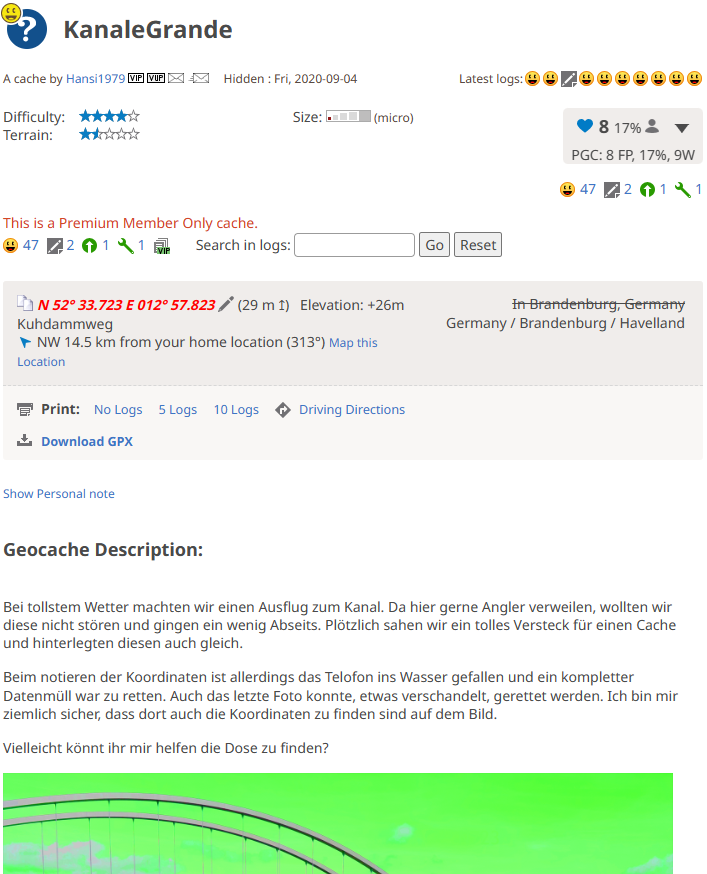 KanaleGrande
A cache by Hansi1979 VIP VUP Hidden : Fri, 2020-09-04 Latest logs:
Difficulty: Size: (micro)
Terrain:
8 17%
PGC: 8 FP, 17%, 9W
47 2 1 1
This is a Premium Member Only cache.
47 2 1 1 VIP Search in logs: Go Reset
N 52° 33.723 E 012° 57.823 (29 m ↥) Elevation: +26m
In Brandenburg, Germany
Kuhdammweg
Germany / Brandenburg / Havelland
NW 14.5 km from your home location (313°) Map this
Location
Print: No Logs 5 Logs 10 Logs Driving Directions
Download GPX
Show Personal note
Geocache Description:
Bei tollstem Wetter machten wir einen Ausflug zum Kanal. Da hier gerne Angler verweilen, wollten wir
diese nicht stören und gingen ein wenig Abseits. Plötzlich sahen wir ein tolles Versteck für einen Cache
und hinterlegten diesen auch gleich.
Beim notieren der Koordinaten ist allerdings das Telofon ins Wasser gefallen und ein kompletter
Datenmüll war zu retten. Auch das letzte Foto konnte, etwas verschandelt, gerettet werden. Ich bin mir
ziemlich sicher, dass dort auch die Koordinaten zu finden sind auf dem Bild.
Vielleicht könnt ihr mir helfen die Dose zu finden?